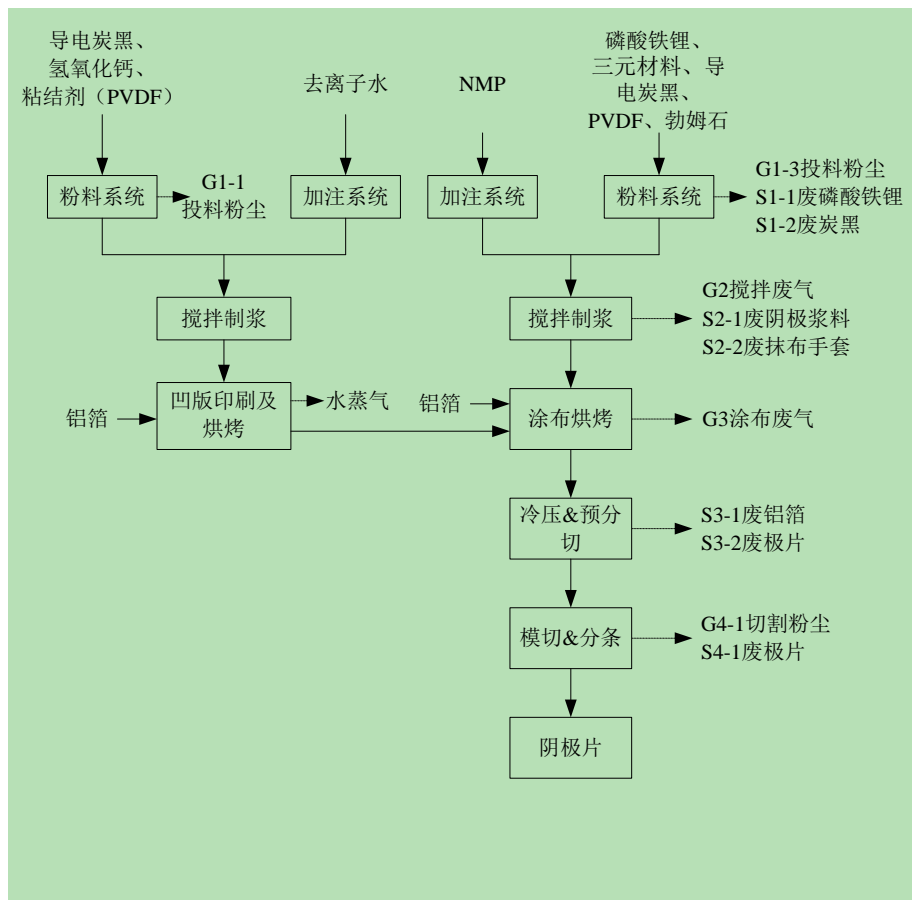 导电炭黑、
氢氧化钙、
粘结剂（PVDF）
去离子水
NMP
磷酸铁锂、
三元材料、导
电炭黑、
PVDF、勃姆石
粉料系统
G1-1
投料粉尘
加注系统
加注系统
粉料系统
G1-3投料粉尘
S1-1废磷酸铁锂
S1-2废炭黑
搅拌制浆
搅拌制浆
G2搅拌废气
S2-1废阴极浆料
S2-2废抹布手套
铝箔
凹版印刷及
烘烤
水蒸气
铝箔
涂布烘烤
G3涂布废气
冷压&预分
切
S3-1废铝箔
S3-2废极片
模切&分条
G4-1切割粉尘
S4-1废极片
阴极片